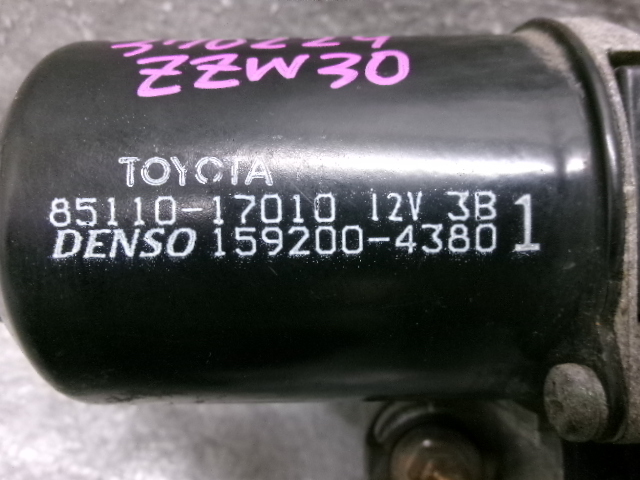 ZZW30
TOYOTA
85110-17010 12V 3B
DENSO 159200-4380 1